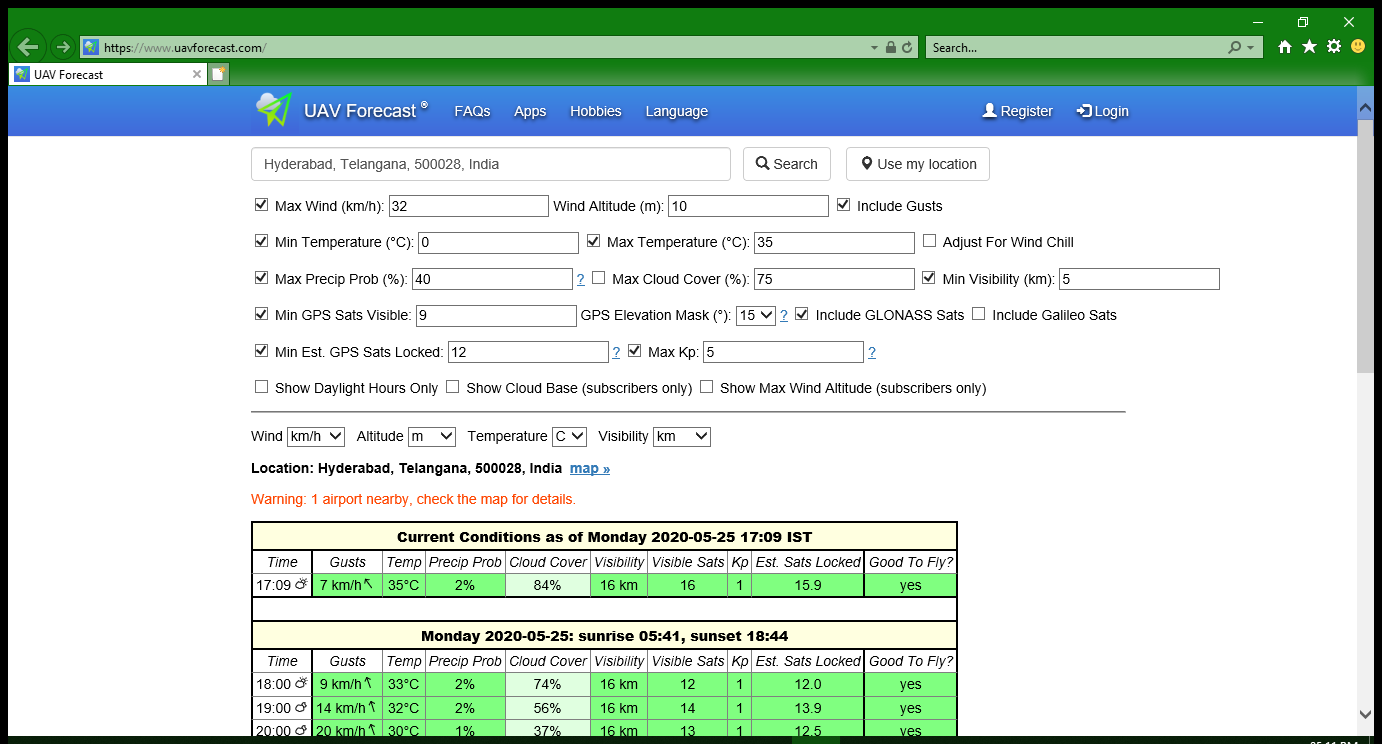 https://www.uavforecast.com/
Search...
UAV Forecast
UAV Forecast ® FAQs Apps Hobbies Language Register Login
Hyderabad, Telangana, 500028, India Search Use my location
Max Wind (km/h): 32 Wind Altitude (m): 10 Include Gusts
Min Temperature (°C): 0 Max Temperature (°C): 35 Adjust For Wind Chill
Max Precip Prob (%): 40 ? Max Cloud Cover (%): 75 Min Visibility (km): 5
Min GPS Sats Visible: 9 GPS Elevation Mask (°): 15 ? Include GLONASS Sats Include Galileo Sats
Min Est. GPS Sats Locked: 12 ? Max Kp: 5 ?
Show Daylight Hours Only Show Cloud Base (subscribers only) Show Max Wind Altitude (subscribers only)
Wind km/h Altitude m Temperature C Visibility km
Location: Hyderabad, Telangana, 500028, India map »
Warning: 1 airport nearby, check the map for details.
Current Conditions as of Monday 2020-05-25 17:09 IST
Time Gusts Temp Precip Prob Cloud Cover Visibility Visible Sats Kp Est. Sats Locked Good To Fly?
17:09 7 km/h 35°C 2% 84% 16 km 16 1 15.9 yes
Monday 2020-05-25: sunrise 05:41, sunset 18:44
Time Gusts Temp Precip Prob Cloud Cover Visibility Visible Sats Kp Est. Sats Locked Good To Fly?
18:00 9 km/h 33°C 2% 74% 16 km 12 1 12.0 yes
19:00 14 km/h 32°C 2% 56% 16 km 14 1 13.9 yes
20:00 20 km/h 30°C 1% 37% 16 km 13 1 12.5 yes